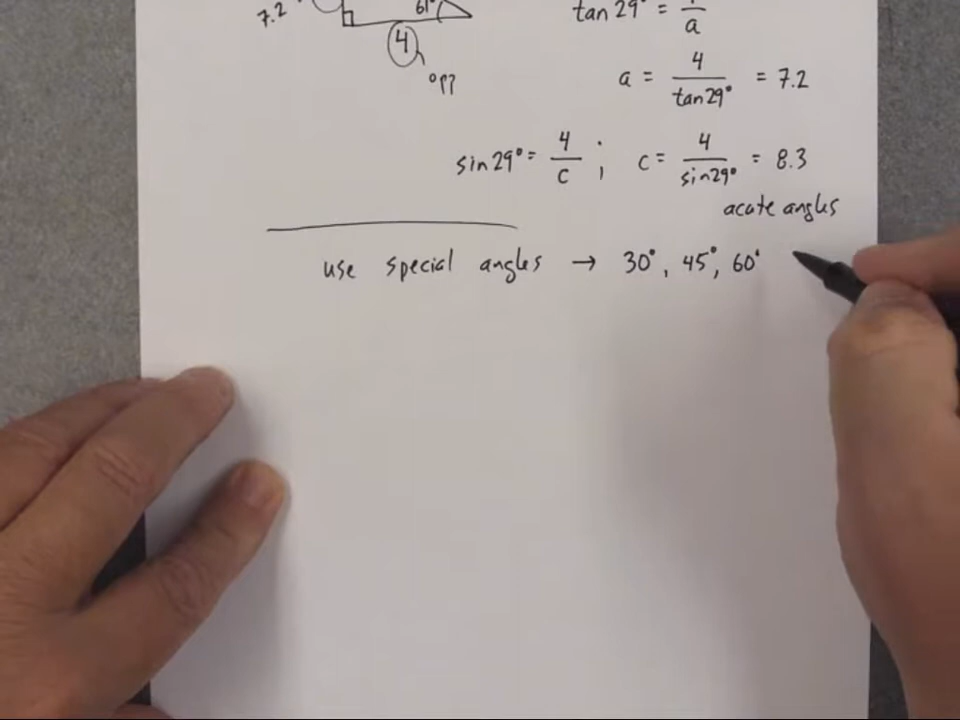 7.2
61°
4
opp
tan 29° = /a
a = 4/tan29° = 7.2
sin 29° = 4/c ; c = 4/sin29° = 8.3
acute angles
use special angles → 30°, 45°, 60°